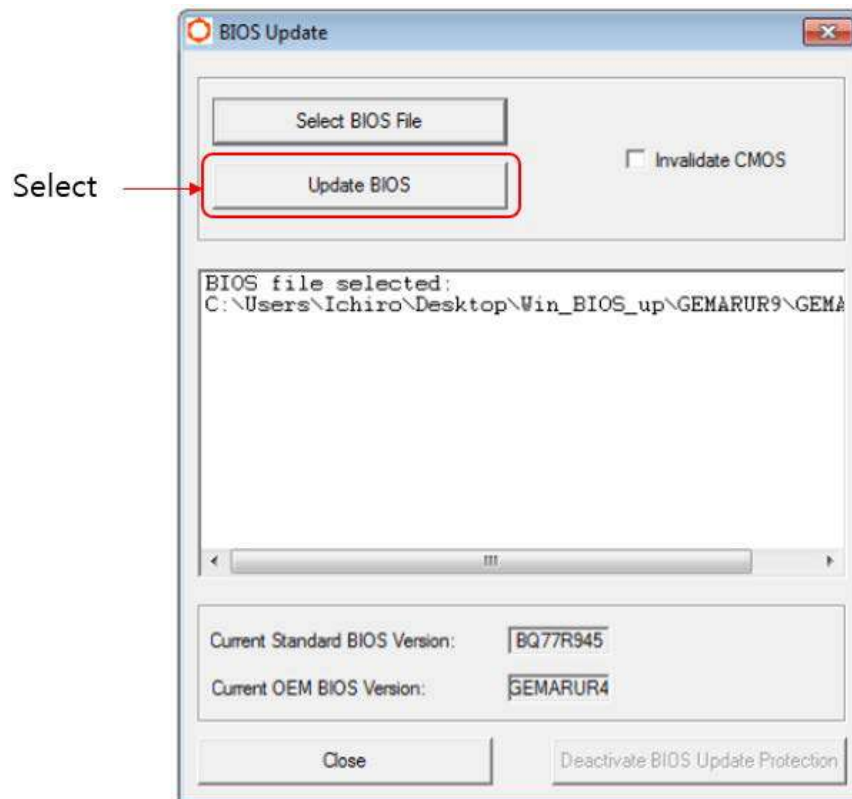 BIOS Update
Select BIOS File
Invalidate CMOS
Select
Update BIOS
BIOS file selected:
C:\Users\Ichiro\Desktop\Win_BIOS_up\GEMARUR9\GEMA
Current Standard BIOS Version: BQ77R945
Current OEM BIOS Version: GEMARUR4
Close
Deactivate BIOS Update Protection